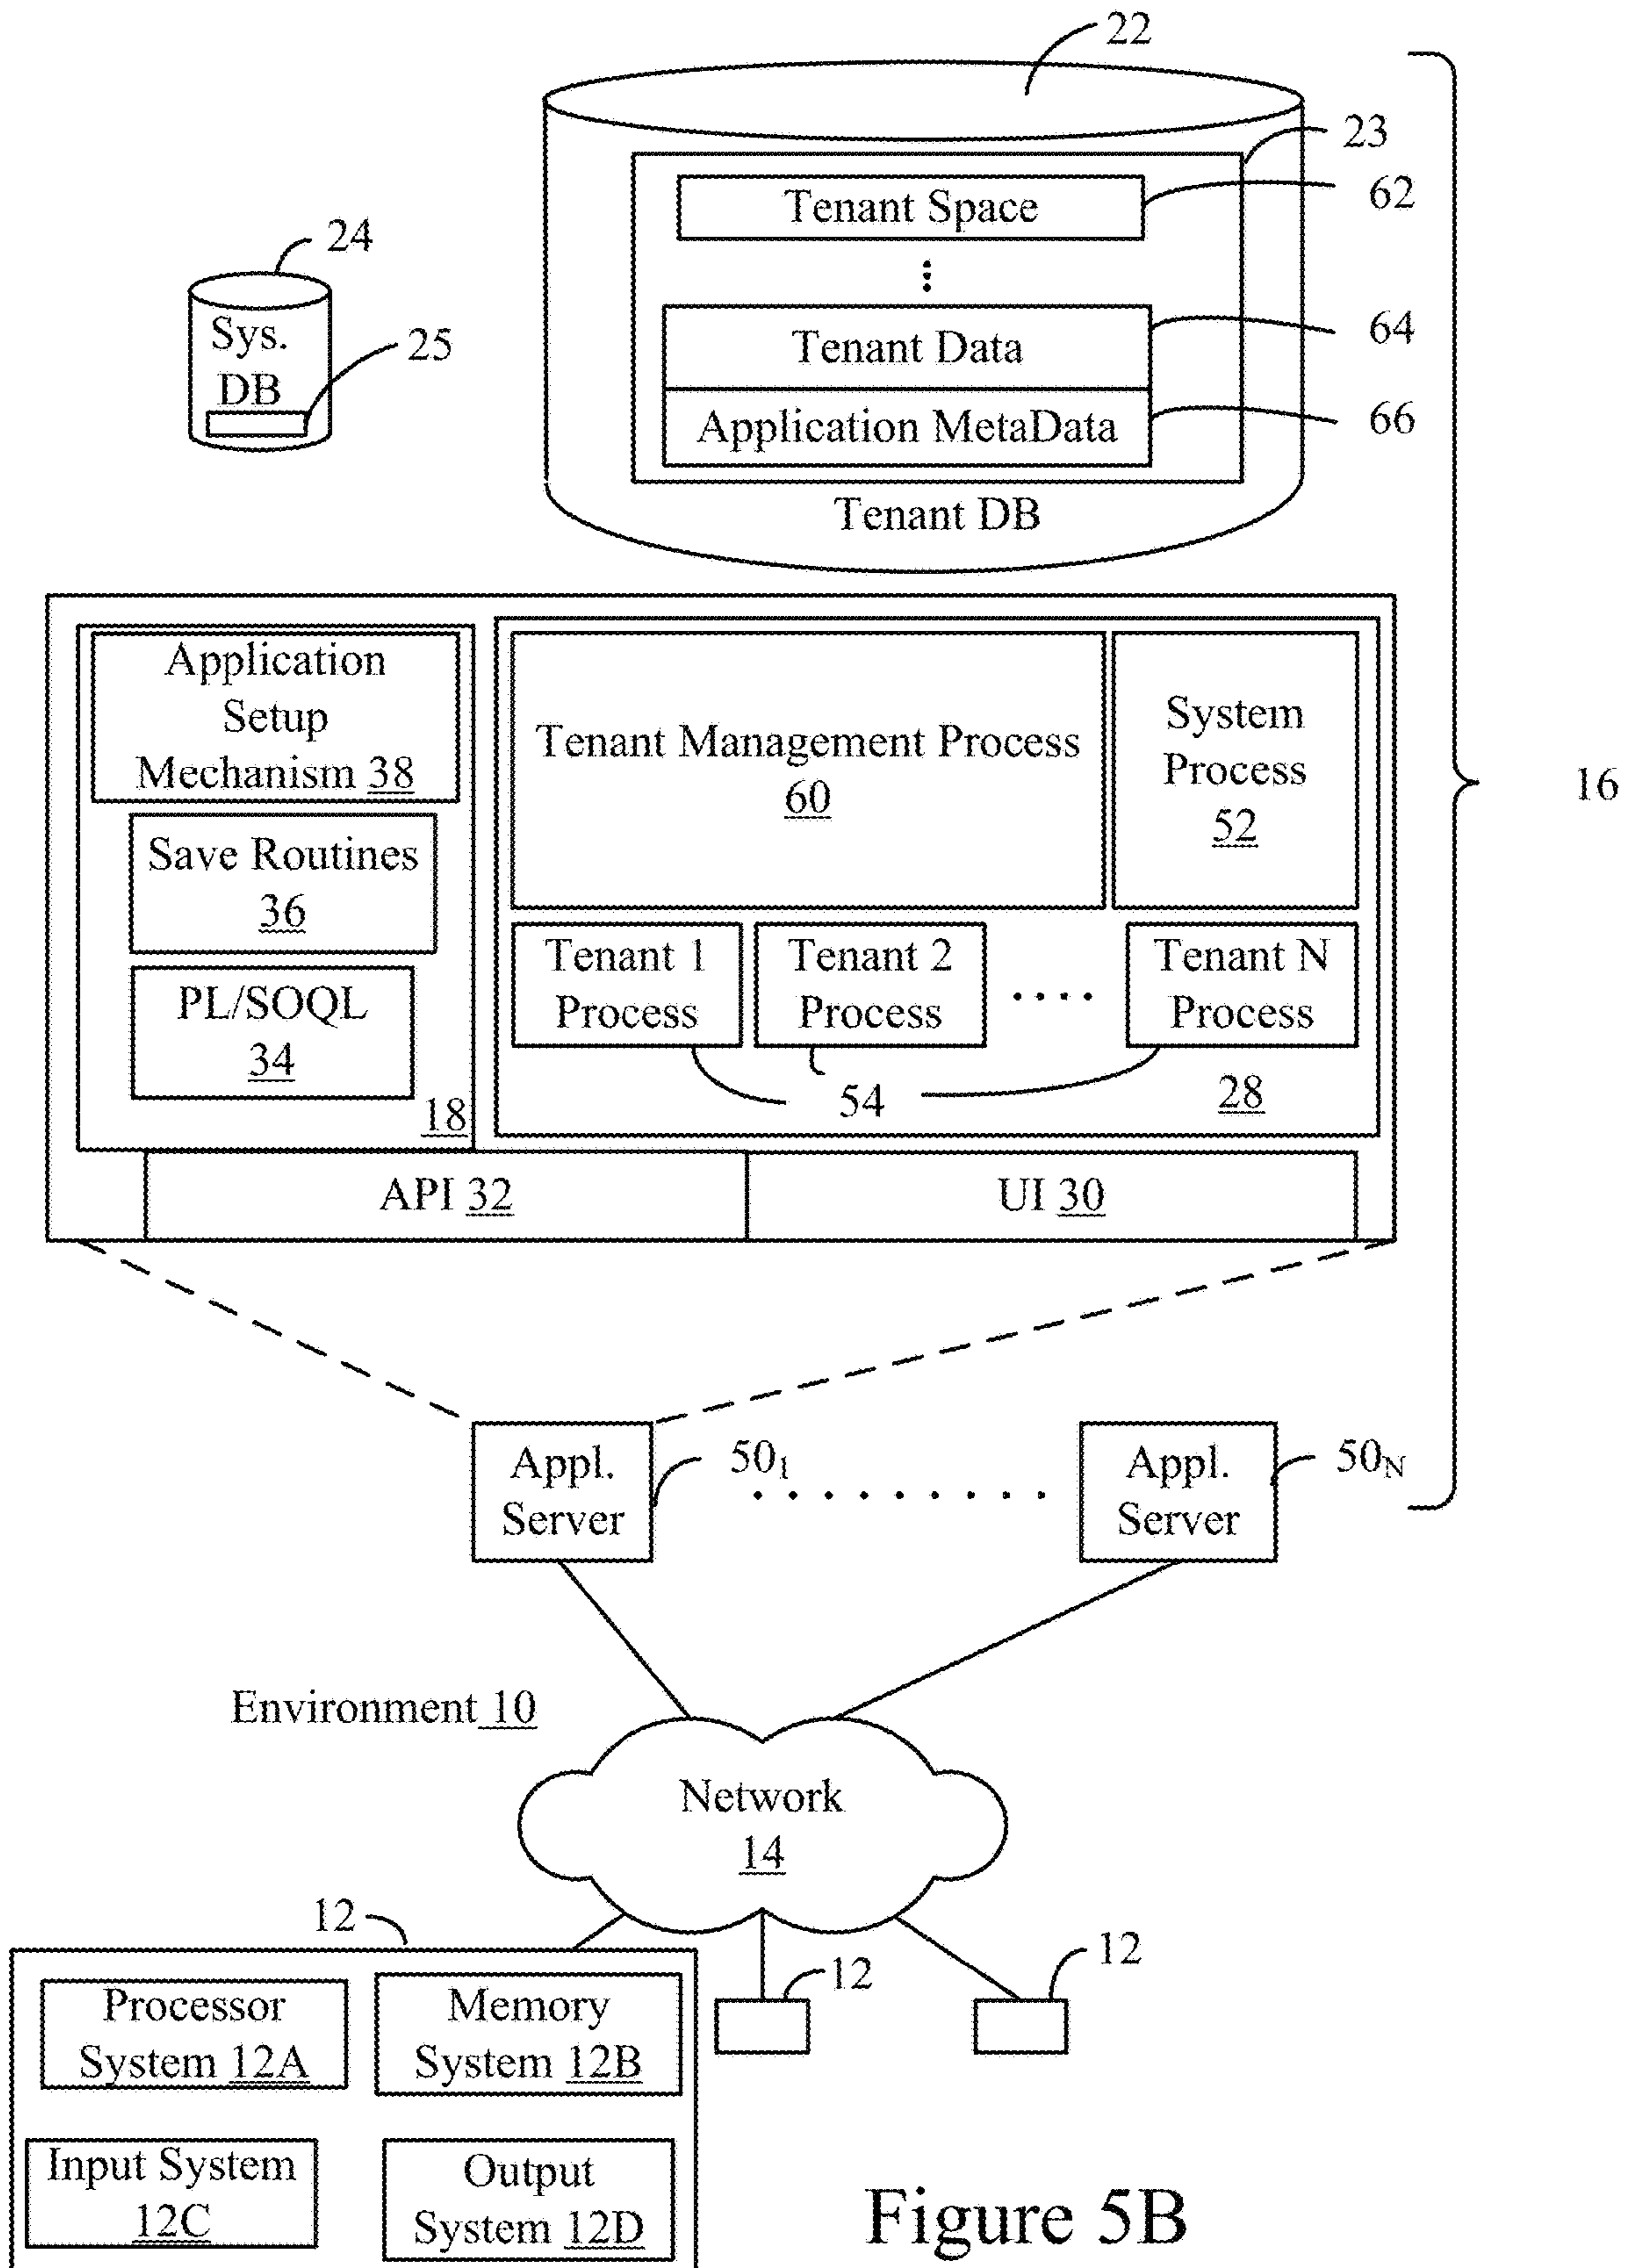 22
23
Tenant Space
62
24
Sys.
DB
25
Tenant Data
64
Application MetaData
66
Tenant DB
Application
Setup
Mechanism 38
Save Routines
36
PL/SOQL
34
18
Tenant Management Process
60
System
Process
52
16
Tenant 1
Process
Tenant 2
Process
....
Tenant N
Process
54
28
API 32
UI 30
Appl.
Server
50₁
.........
Appl.
Server
50N
Environment 10
Network
14
12
12
12
Processor
System 12A
Memory
System 12B
Input System
12C
Output
System 12D
Figure 5B